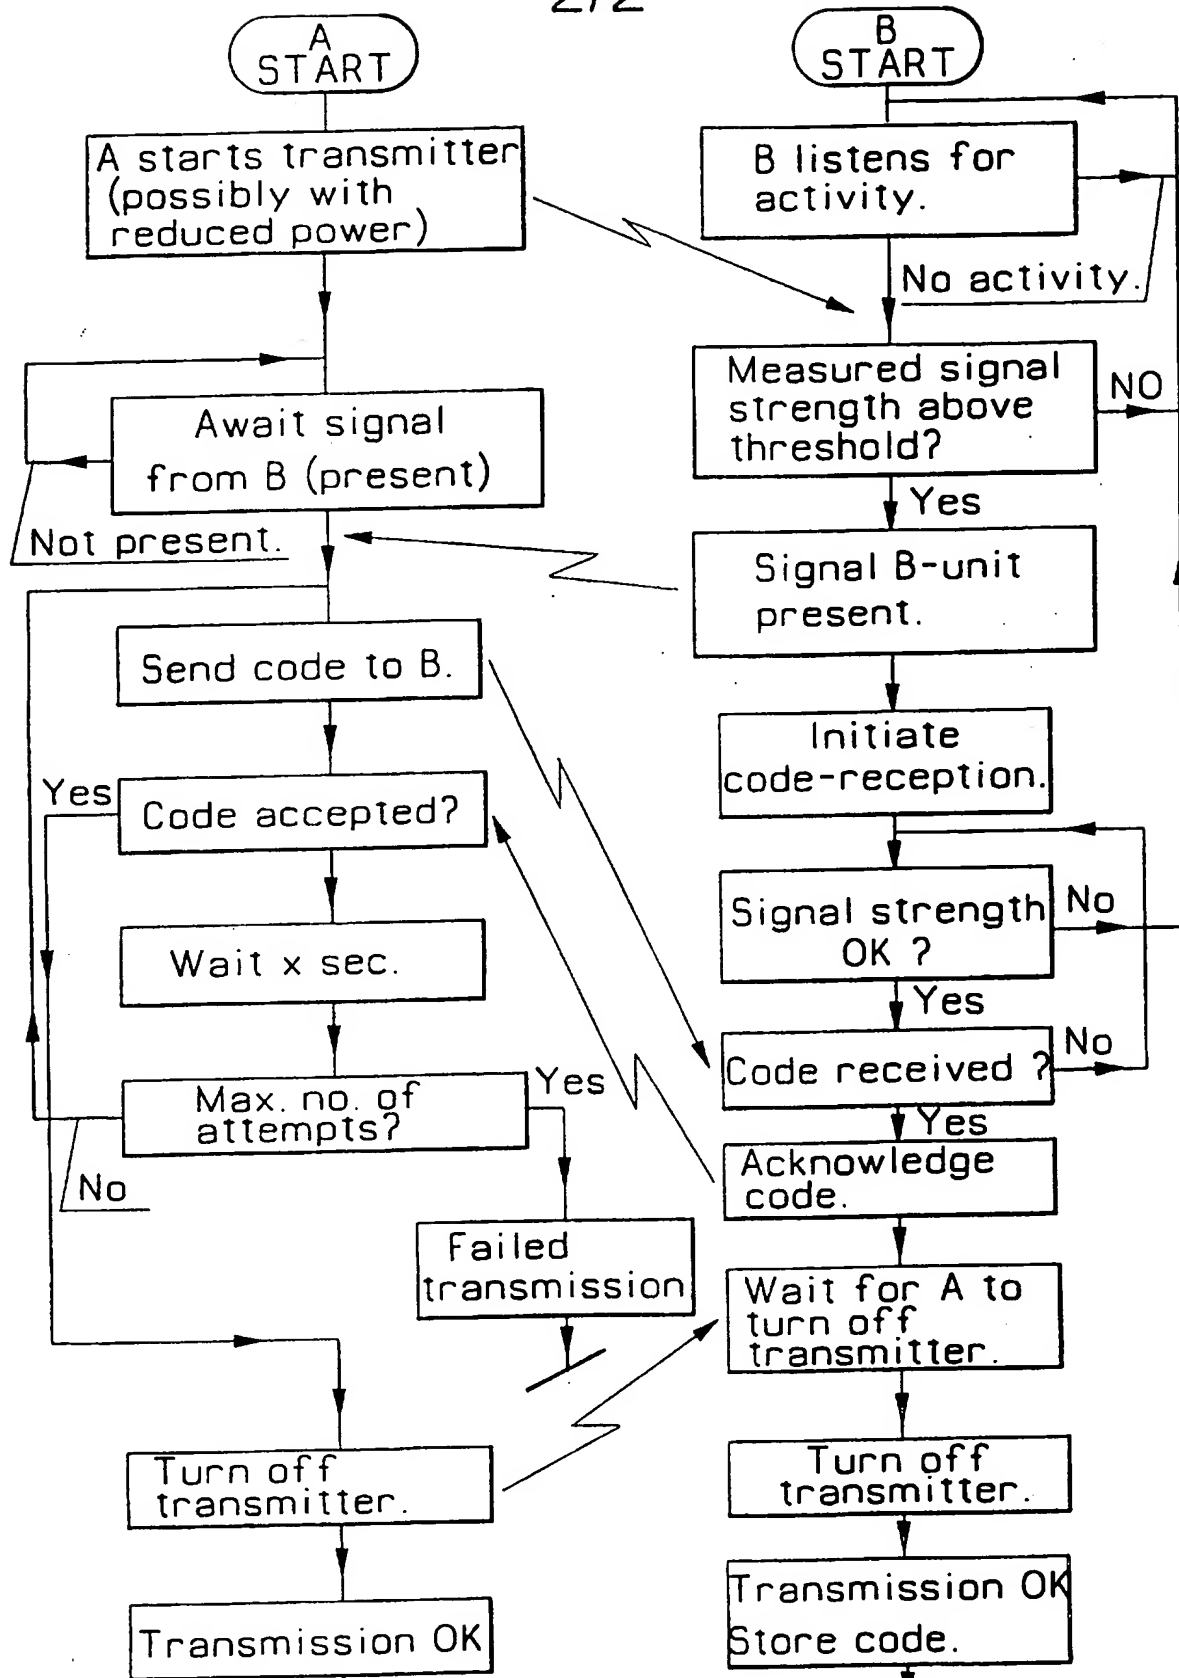 2/2
A
START
A starts transmitter
(possibly with
reduced power)
Await signal
from B (present)
Not present.
Send code to B.
Yes
Code accepted?
Wait x sec.
Max. no. of
attempts?
Yes
No
Failed
transmission
Turn off
transmitter.
Transmission OK
B
START
B listens for
activity.
No activity.
Measured signal
strength above
threshold?
NO
Yes
Signal B-unit
present.
Initiate
code-reception.
Signal strength
OK ?
No
Yes
Code received ?
No
Yes
Acknowledge
code.
Wait for A to
turn off
transmitter.
Turn off
transmitter.
Transmission OK
Store code.